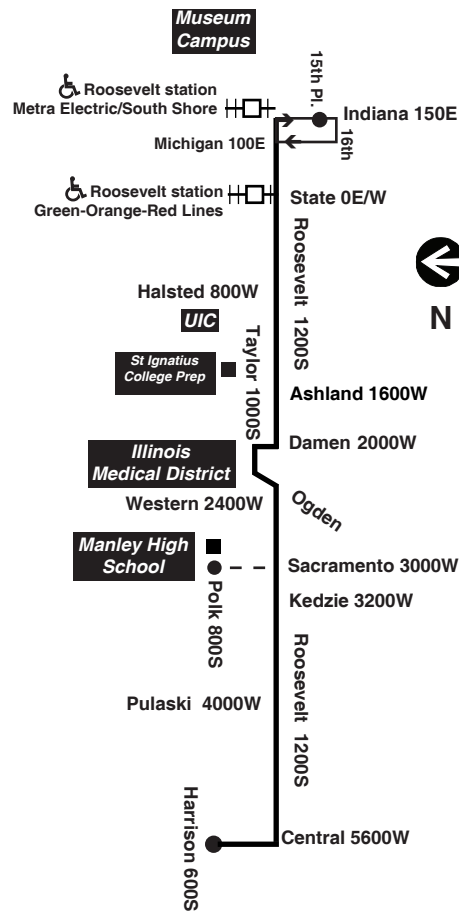 Museum
Campus
Roosevelt station
Metra Electric/South Shore
15th Pl.
Indiana 150E
Michigan 100E
16th
Roosevelt station
Green-Orange-Red Lines
State 0E/W
Roosevelt 1200S
N
Halsted 800W
UIC
Taylor 1000S
St Ignatius
College Prep
Ashland 1600W
Damen 2000W
Illinois
Medical District
Western 2400W
Ogden
Manley High
School
Polk 800S
Sacramento 3000W
Kedzie 3200W
Roosevelt 1200S
Pulaski 4000W
Harrison 600S
Central 5600W